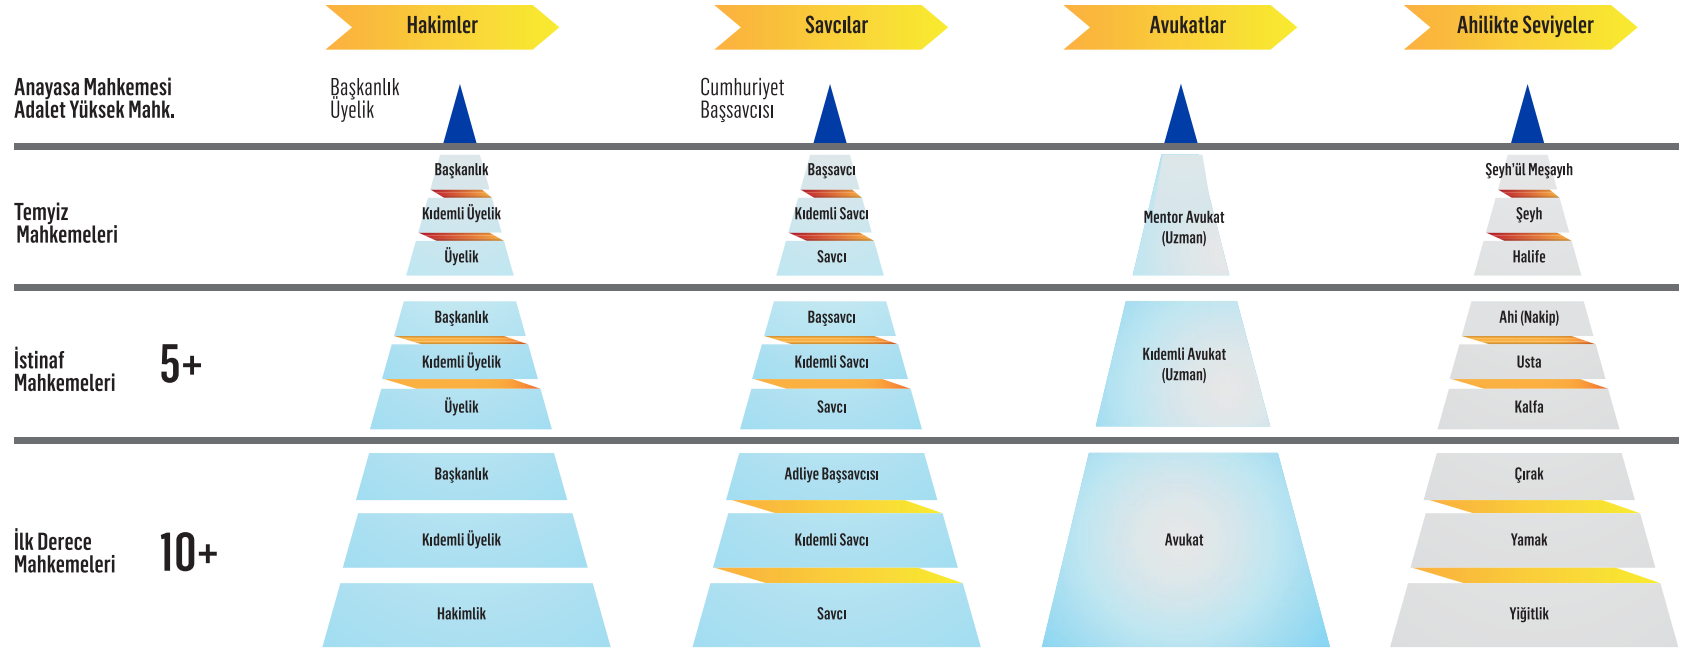 Hakimler
Savcılar
Avukatlar
Ahilikte Seviyeler
Anayasa Mahkemesi
Adalet Yüksek Mahk.
Başkanlık
Üyelik
Cumhuriyet
Başsavcısı
Temyiz
Mahkemeleri
Başkanlık
Kıdemli Üyelik
Üyelik
Başsavcı
Kıdemli Savcı
Savcı
Mentor Avukat
(Uzman)
Şeyh'ül Meşayıh
Şeyh
Halife
İstinaf
Mahkemeleri
5+
Başkanlık
Kıdemli Üyelik
Üyelik
Başsavcı
Kıdemli Savcı
Savcı
Kıdemli Avukat
(Uzman)
Ahi (Nakip)
Usta
Kalfa
İlk Derece
Mahkemeleri
10+
Başkanlık
Kıdemli Üyelik
Hakimlik
Adliye Başsavcısı
Kıdemli Savcı
Savcı
Avukat
Çırak
Yamak
Yiğitlik